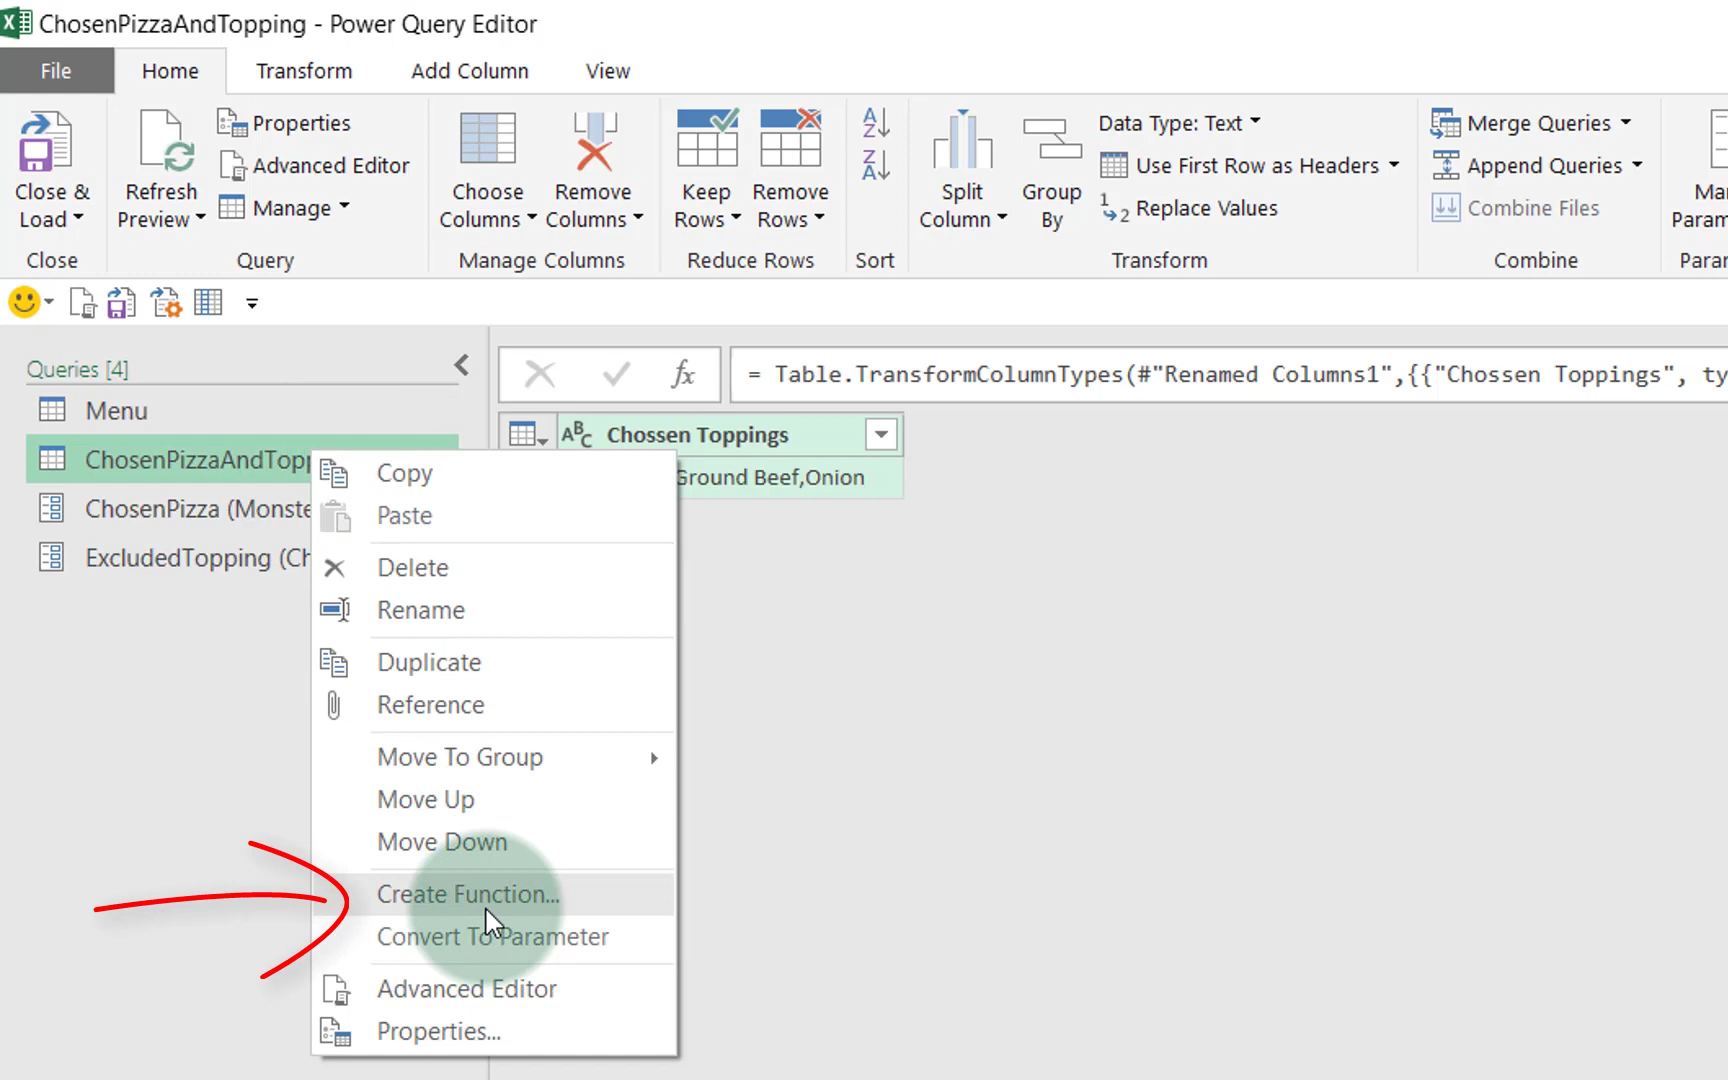 ChosenPizzaAndTopping - Power Query Editor
File Home Transform Add Column View
Close & Load
Refresh Preview
Properties
Advanced Editor
Manage
Choose Columns
Remove Columns
Keep Rows
Remove Rows
A
Z
Z
A
Split Column
Group By
Data Type: Text
Use First Row as Headers
1
2 Replace Values
Merge Queries
Append Queries
Combine Files
Close Query Manage Columns Reduce Rows Sort Transform Combine
Queries [4]
fx = Table.TransformColumnTypes(#"Renamed Columns1",{{"Chossen Toppings", ty
Menu
ChosenPizzaAndTopp
ChosenPizza (Monste
ExcludedTopping (Ch
ABC Chossen Toppings
Ground Beef,Onion
Copy
Paste
Delete
Rename
Duplicate
Reference
Move To Group
Move Up
Move Down
Create Function...
Convert To Parameter
Advanced Editor
Properties...